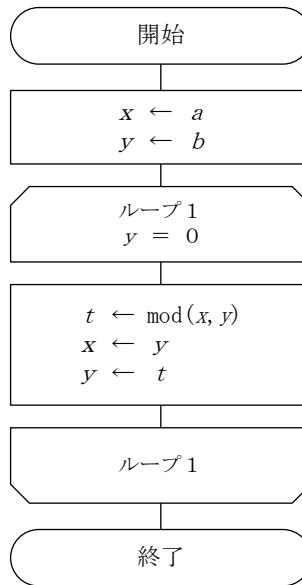 開始
x ← a
y ← b
ループ1
y = 0
t ← mod(x, y)
x ← y
y ← t
ループ1
終了